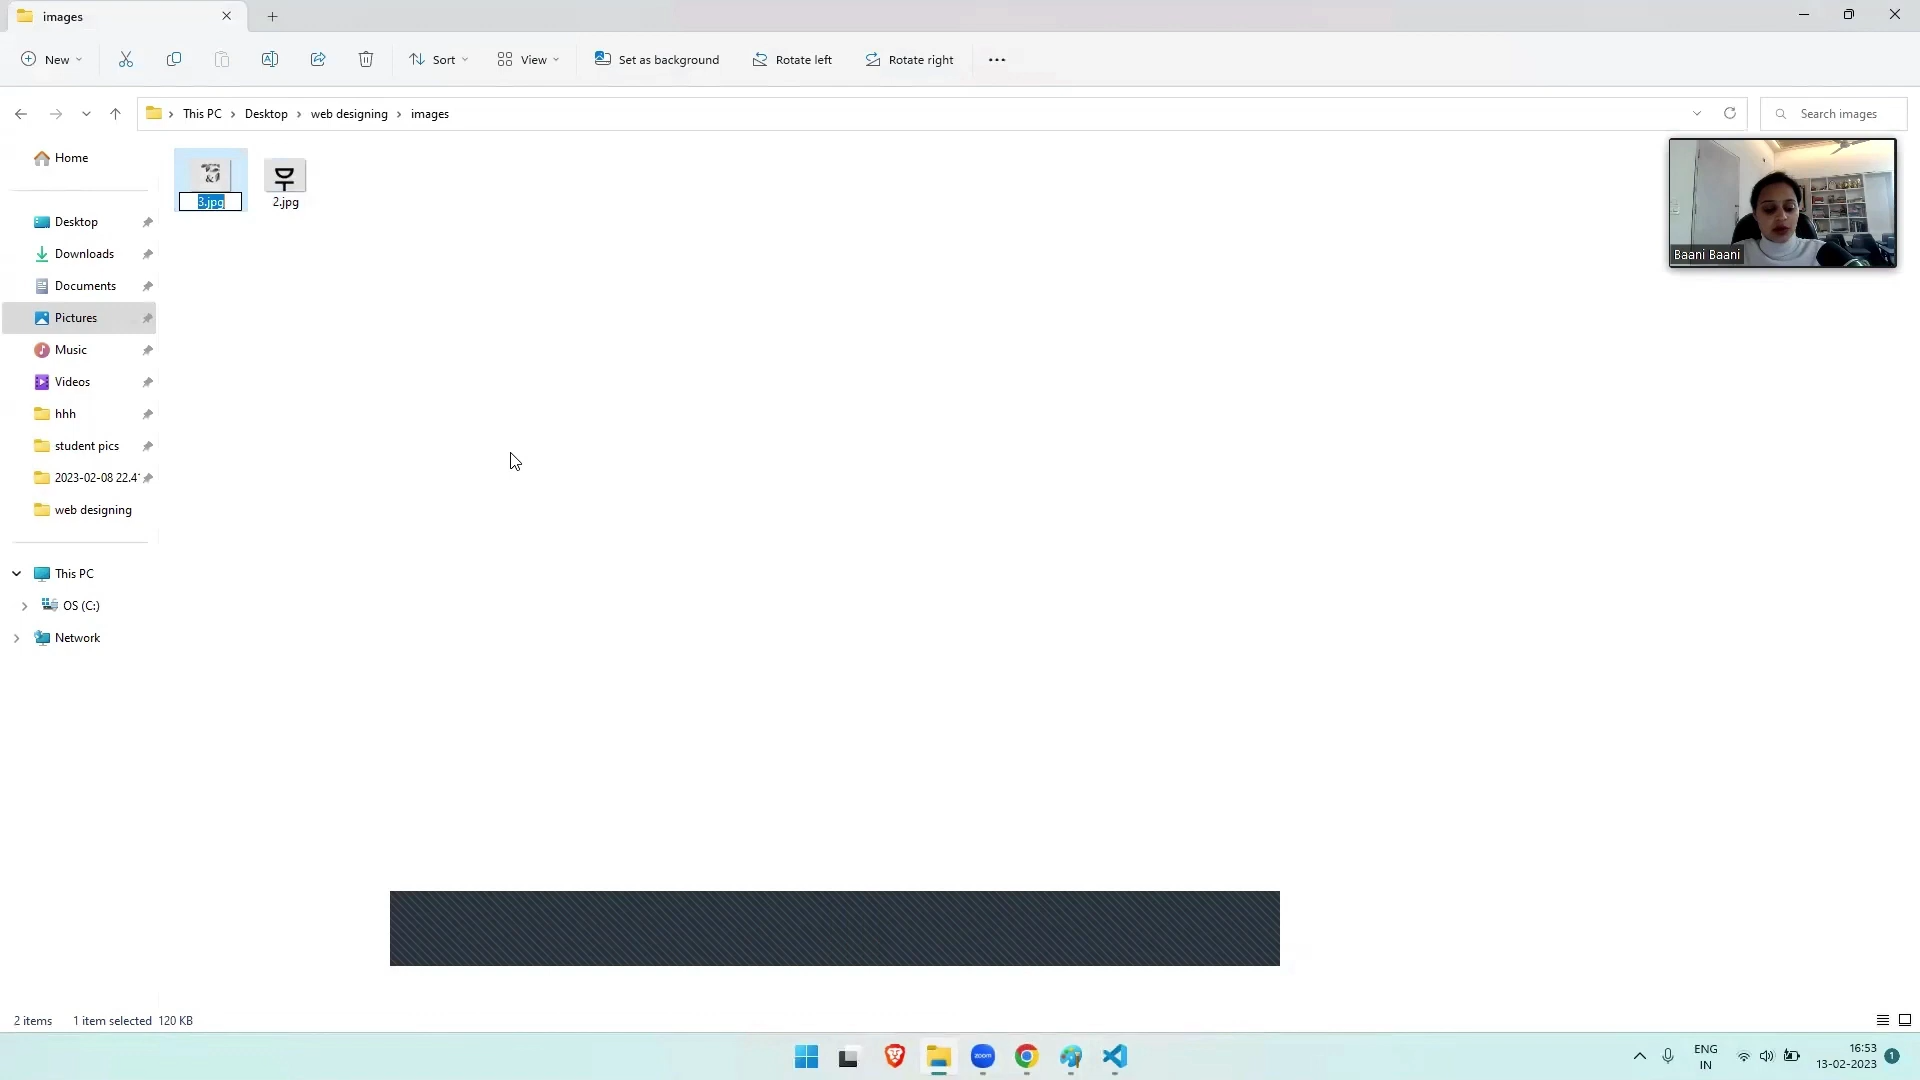 images
New
Sort
View
Set as background
Rotate left
Rotate right
This PC
Desktop
web designing
images
Search images
Home
Desktop
Downloads
Documents
Pictures
Music
Videos
hhh
student pics
2023-02-08 22.4
web designing
This PC
OS (C:)
Network
3.jpg
2.jpg
Baani Baani
2 items
1 item selected 120 KB
zoom
ENG
IN
16:53
13-02-2023
1